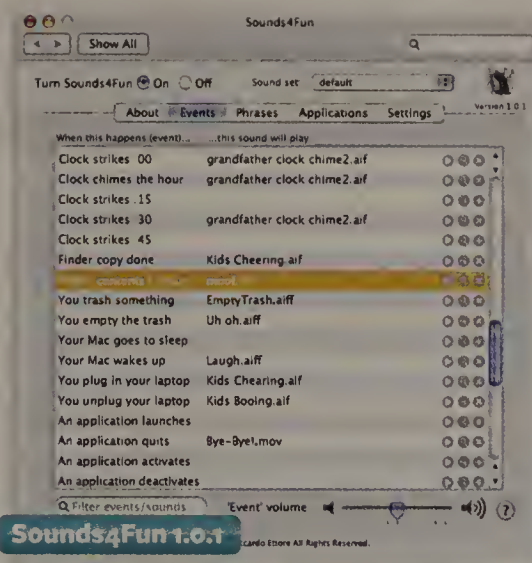 Sounds4Fun
Show All
Turn Sounds4Fun On Off Sound set default
Version 1.0.1
About Events Phrases Applications Settings
When this happens (event)... ...this sound will play
Clock strikes 00 grandfather clock chime2.aif
Clock chimes the hour grandfather clock chime2.aif
Clock strikes 15
Clock strikes 30 grandfather clock chime2.aif
Clock strikes 45
Finder copy done Kids Cheering.aif
You trash something EmptyTrash.aiff
You empty the trash Uh oh.aiff
Your Mac goes to sleep
Your Mac wakes up Laugh.aiff
You plug in your laptop Kids Chearing.aif
You unplug your laptop Kids Booing.aif
An application launches
An application quits Bye-Bye!.mov
An application activates
An application deactivates
Filter events/sounds 'Event' volume ?
Sounds4Fun 1.0.1
Ettore All Rights Reserved.